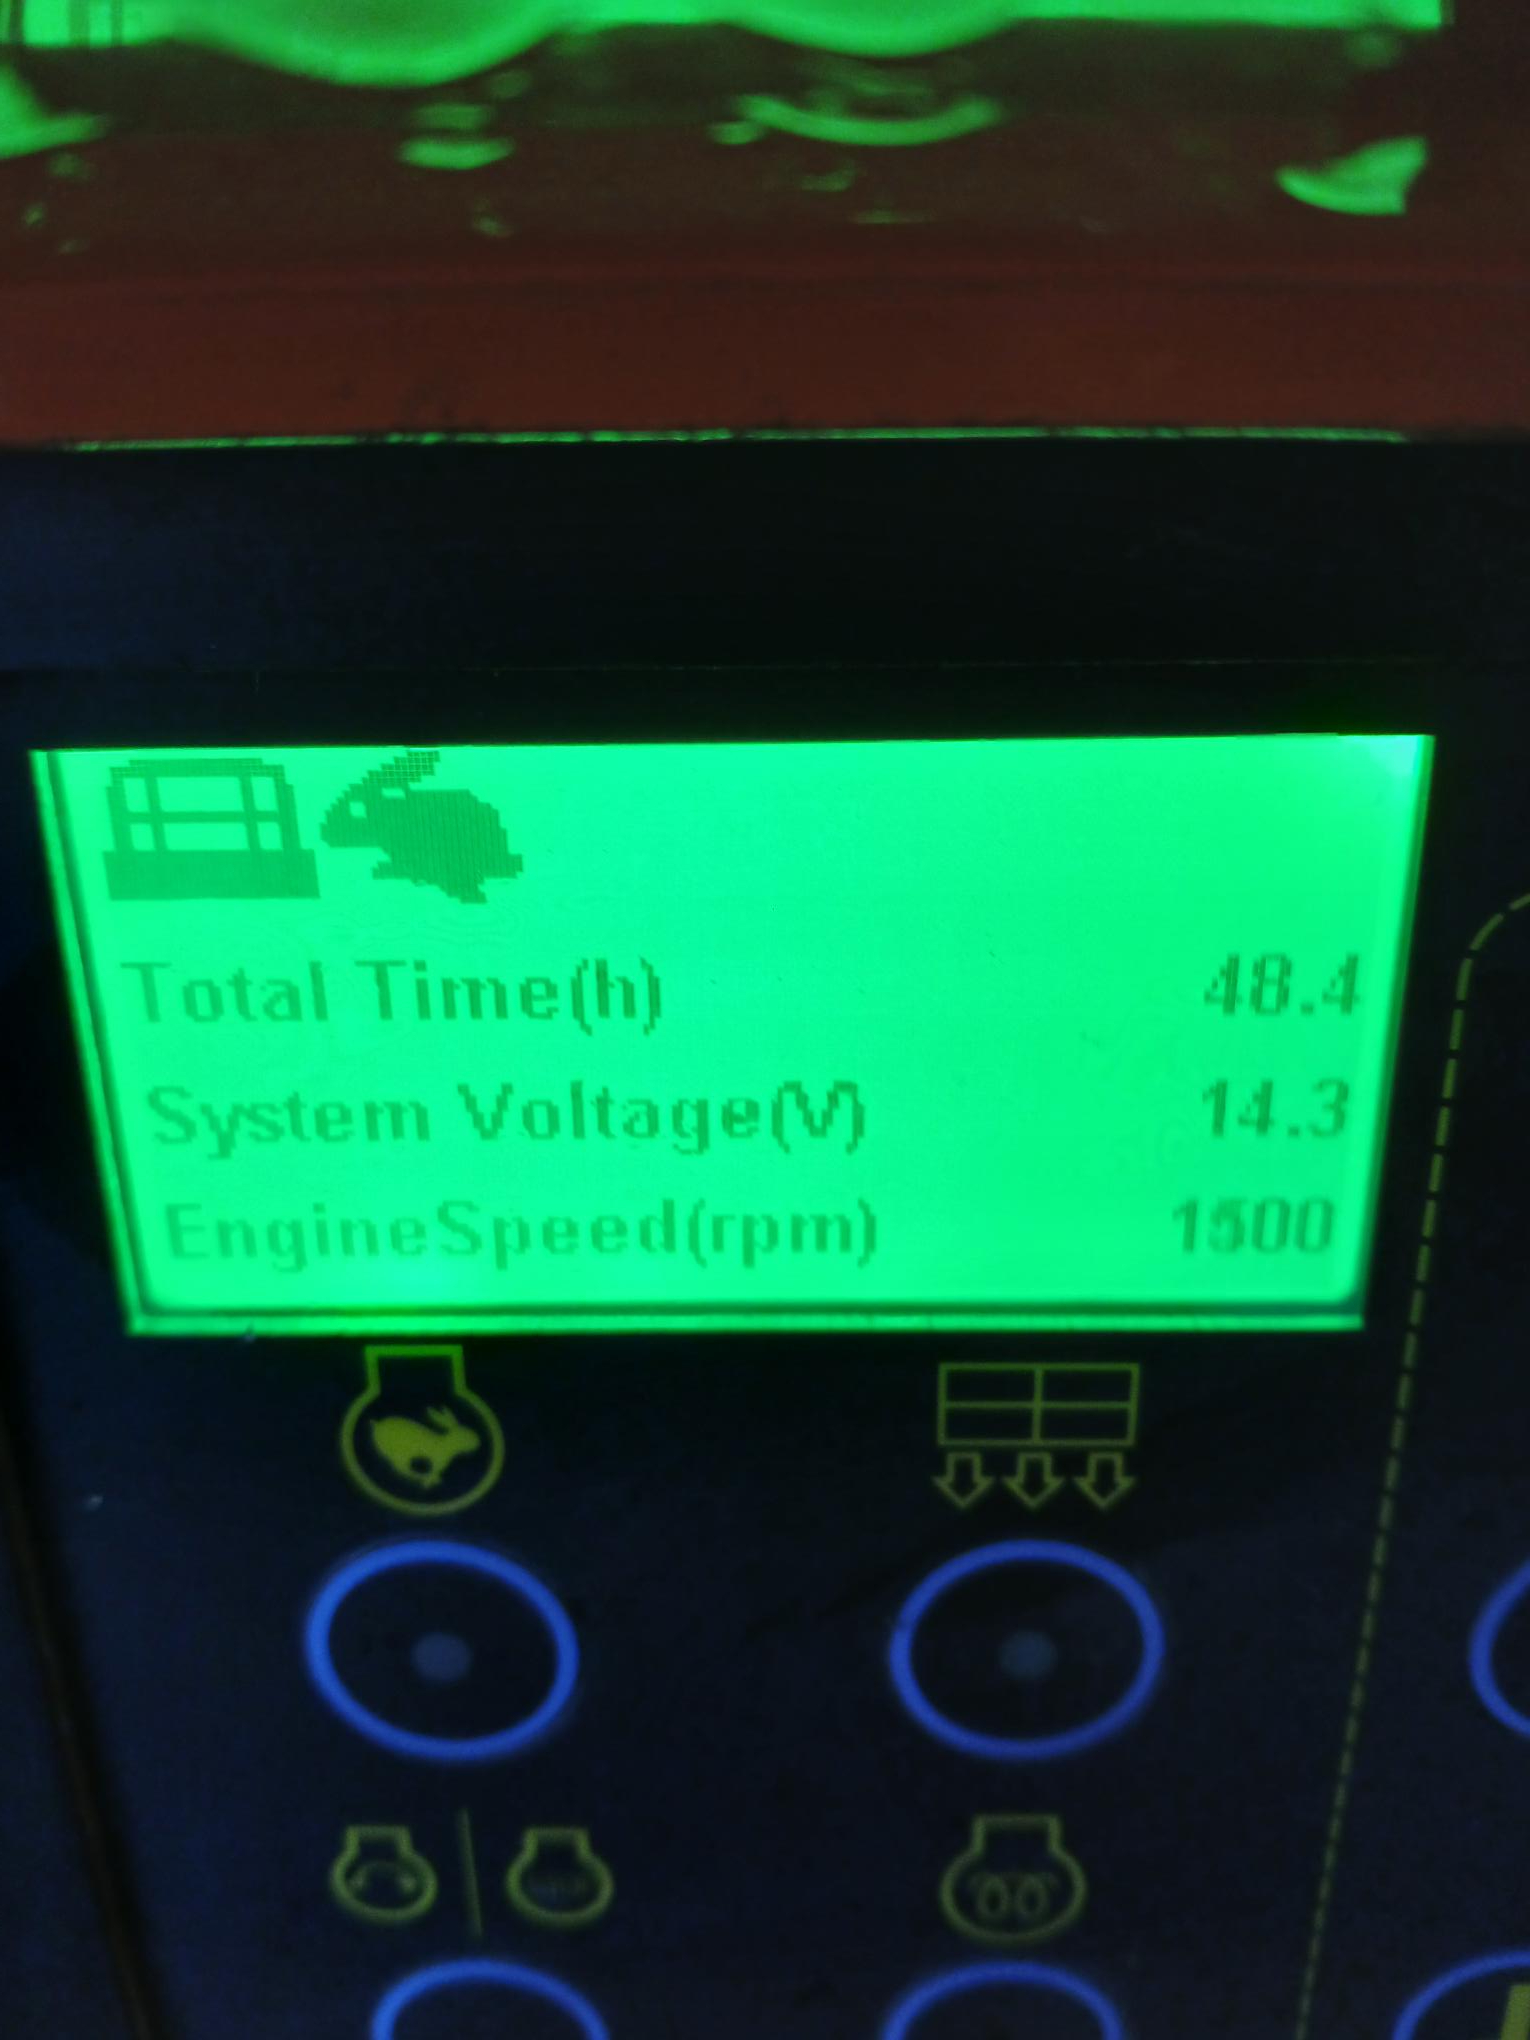 Total Time(h) 48.4
System Voltage(V) 14.3
EngineSpeed(rpm) 1500